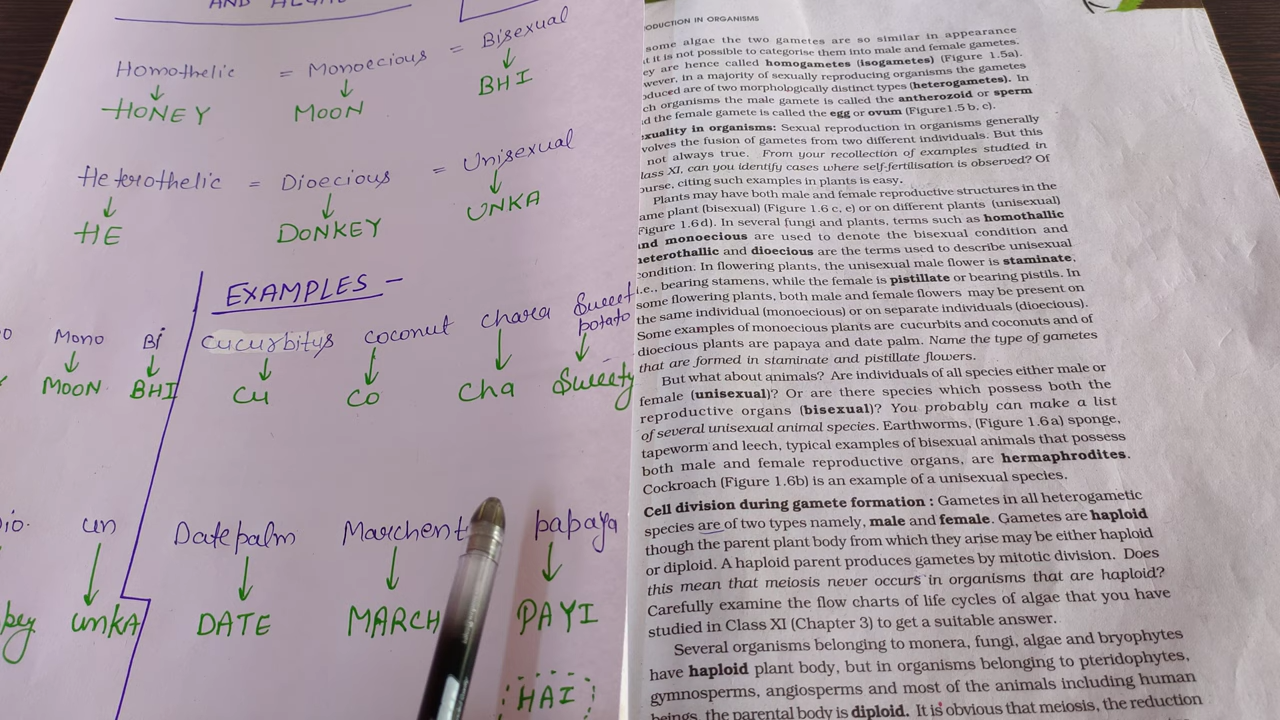 AND ALGAE
Homothelic = Monoecious = Bisexual
HONEY MOON BHI
Heterothelic = Dioecious = Unisexual
HE DONKEY UNKA
EXAMPLES -
Mono Bi
MOON BHI
cucurbitus coconut chara Sweet potato
Cu Co Cha Sweety
Dio. un
unKA
Datepalm Marchent papaya
DATE MARCH PAYI
HAI
ODUCTION IN ORGANISMS
some algae the two gametes are so similar in appearance
it is not possible to categorise them into male and female gametes.
ey are hence called homogametes (isogametes) (Figure 1.5a).
wever, in a majority of sexually reproducing organisms the gametes
oduced are of two morphologically distinct types (heterogametes). In
ch organisms the male gamete is called the antherozoid or sperm
d the female gamete is called the egg or ovum (Figure1.5 b, c).
exuality in organisms: Sexual reproduction in organisms generally
volves the fusion of gametes from two different individuals. But this
not always true. From your recollection of examples studied in
lass XI, can you identify cases where self-fertilisation is observed? Of
ourse, citing such examples in plants is easy.
Plants may have both male and female reproductive structures in the
ame plant (bisexual) (Figure 1.6 c, e) or on different plants (unisexual)
Figure 1.6d). In several fungi and plants, terms such as homothallic
nd monoecious are used to denote the bisexual condition and
eterothallic and dioecious are the terms used to describe unisexual
condition. In flowering plants, the unisexual male flower is staminate,
i.e., bearing stamens, while the female is pistillate or bearing pistils. In
some flowering plants, both male and female flowers may be present on
the same individual (monoecious) or on separate individuals (dioecious).
Some examples of monoecious plants are cucurbits and coconuts and of
dioecious plants are papaya and date palm. Name the type of gametes
that are formed in staminate and pistillate flowers.
But what about animals? Are individuals of all species either male or
female (unisexual)? Or are there species which possess both the
reproductive organs (bisexual)? You probably can make a list
of several unisexual animal species. Earthworms, (Figure 1.6a) sponge,
tapeworm and leech, typical examples of bisexual animals that possess
both male and female reproductive organs, are hermaphrodites.
Cockroach (Figure 1.6b) is an example of a unisexual species.
Cell division during gamete formation : Gametes in all heterogametic
species are of two types namely, male and female. Gametes are haploid
though the parent plant body from which they arise may be either haploid
or diploid. A haploid parent produces gametes by mitotic division. Does
this mean that meiosis never occurs in organisms that are haploid?
Carefully examine the flow charts of life cycles of algae that you have
studied in Class XI (Chapter 3) to get a suitable answer.
Several organisms belonging to monera, fungi, algae and bryophytes
have haploid plant body, but in organisms belonging to pteridophytes,
gymnosperms, angiosperms and most of the animals including human
beings, the parental body is diploid. It is obvious that meiosis, the reduction